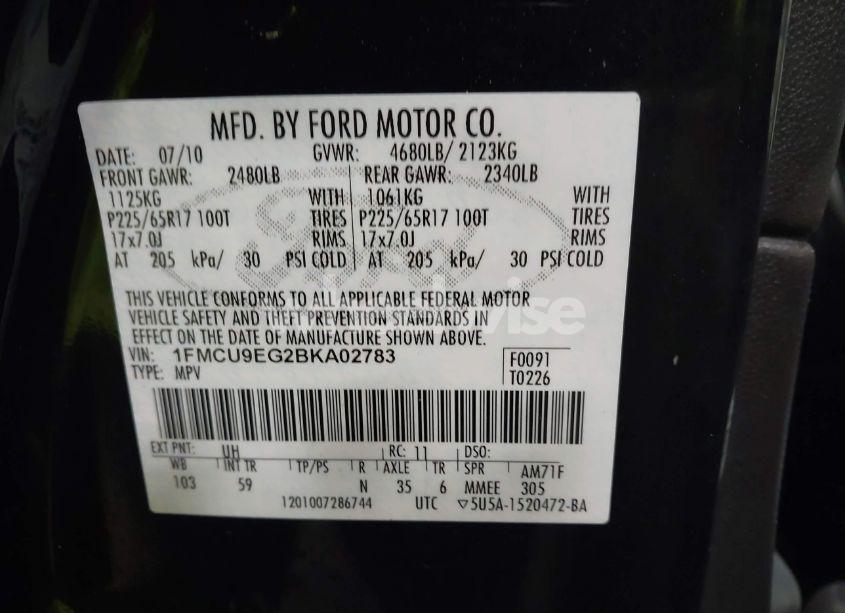 MFD. BY FORD MOTOR CO.
DATE: 07/10 GVWR: 4680LB/ 2123KG
FRONT GAWR: 2480LB REAR GAWR: 2340LB
1125KG WITH 1061KG WITH
P225/65R17 100T TIRES P225/65R17 100T TIRES
17x7.0J RIMS 17x7.0J RIMS
AT 205 kPa/ 30 PSI COLD AT 205 kPa/ 30 PSI COLD
THIS VEHICLE CONFORMS TO ALL APPLICABLE FEDERAL MOTOR
VEHICLE SAFETY AND THEFT PREVENTION STANDARDS IN
EFFECT ON THE DATE OF MANUFACTURE SHOWN ABOVE.
VIN: 1FMCU9EG2BKA02783 F0091
TYPE: MPV T0226
EXT PNT: UH RC: 11 DSO:
WB INT TR TP/PS R AXLE TR SPR AM71F
103 59 N 35 6 MMEE 305
1201007286744 UTC ▽5U5A-1520472-BA